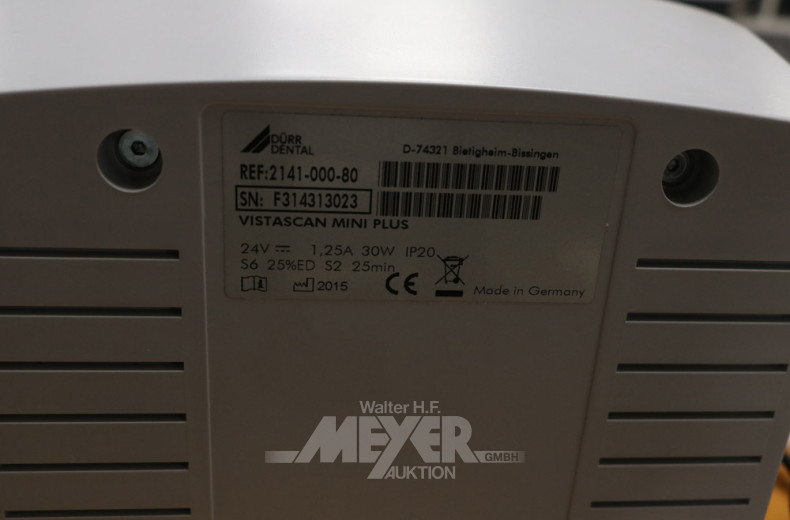 DÜRR
DENTAL
D-74321 Bietigheim-Bissingen
REF:2141-000-80
SN: F314313023
VISTASCAN MINI PLUS
24V 1,25A 30W IP20
S6 25%ED S2 25min
2015 CE Made in Germany
Walter H.F.
MEYER
GMBH
AUKTION